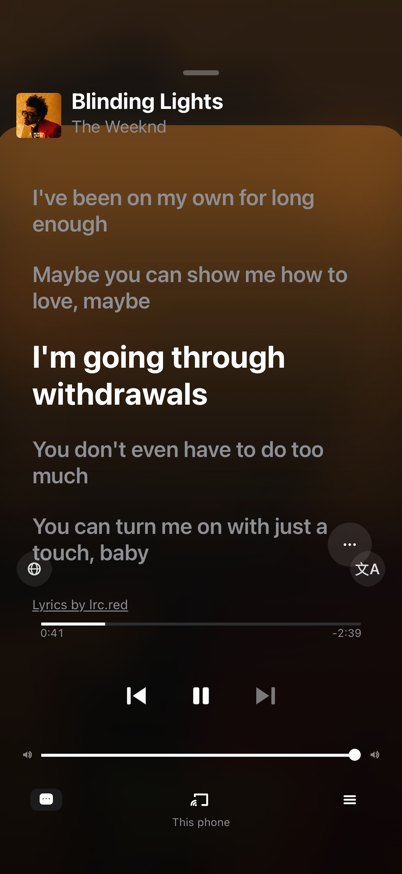 Blinding Lights
The Weeknd
I've been on my own for long
enough
Maybe you can show me how to
love, maybe
I'm going through
withdrawals
You don't even have to do too
much
You can turn me on with just a
touch, baby
文A
Lyrics by lrc.red
0:41
-2:39
This phone